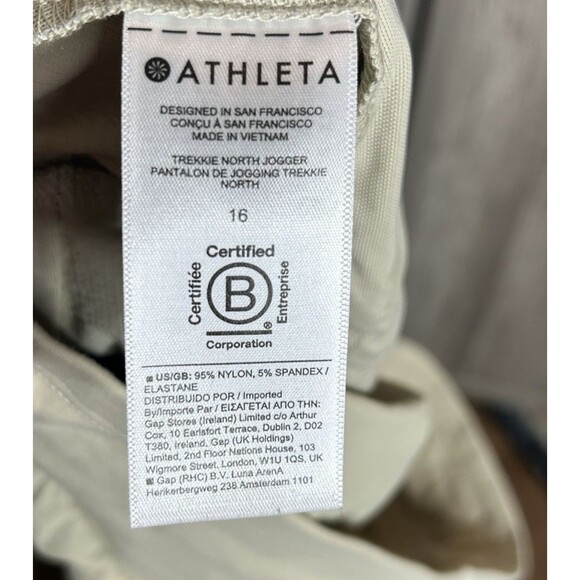 ATHLETA
DESIGNED IN SAN FRANCISCO
CONÇU À SAN FRANCISCO
MADE IN VIETNAM
TREKKIE NORTH JOGGER
PANTALON DE JOGGING TREKKIE
NORTH
16
Certified
Certifiée
B
Entreprise
®
Corporation
US/GB: 95% NYLON, 5% SPANDEX /
ELASTANE
DISTRIBUIDO POR / Imported
By/Importe Par / ΕΙΣΑΓΕΤΑΙ ΑΠΟ ΤΗΝ:
Gap Stores (Ireland) Limited c/o Arthur
Cox, 10 Earlsfort Terrace, Dublin 2, D02
T380, Ireland, Gap (UK Holdings)
Limited, 2nd Floor Nations House, 103
Wigmore Street, London, W1U 1QS, UK
Gap (RHC) B.V. Luna ArenA
Herikerbergweg 238 Amsterdam 1101